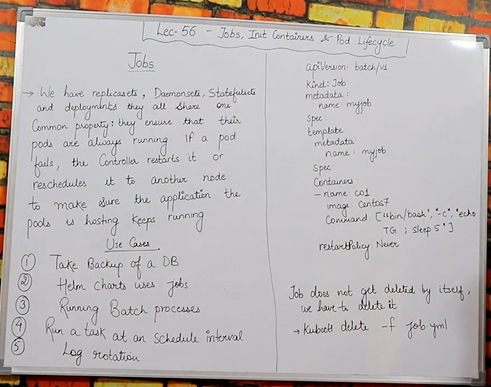 Lec-56 - Jobs, Init Containers & Pod Lifecycle
Jobs
→ We have replicasets, Daemonsets, Statefulsets
and deployments they all share one
Common property: they ensure that their
pods are always running If a pod
fails, the Controller restarts it or
reschedules it to another node
to make sure the application the
pods is hosting keeps running
Use Cases
① Take Backup of a DB
② Helm charts uses jobs
③ Running Batch processes
④ Run a task at an schedule interval
⑤ Log rotation
apiVersion: batch/v1
Kind: Job
metadata:
name: myjob
spec
template
metadata
name: myjob
spec
Containers
- name: c01
image Centos7
Command ["bin/bash", "-c" "echo
TG ; sleep 5"]
restartPolicy Never
Job does not get deleted by itself,
we have to delete it
→ Kubectl delete -f job yml